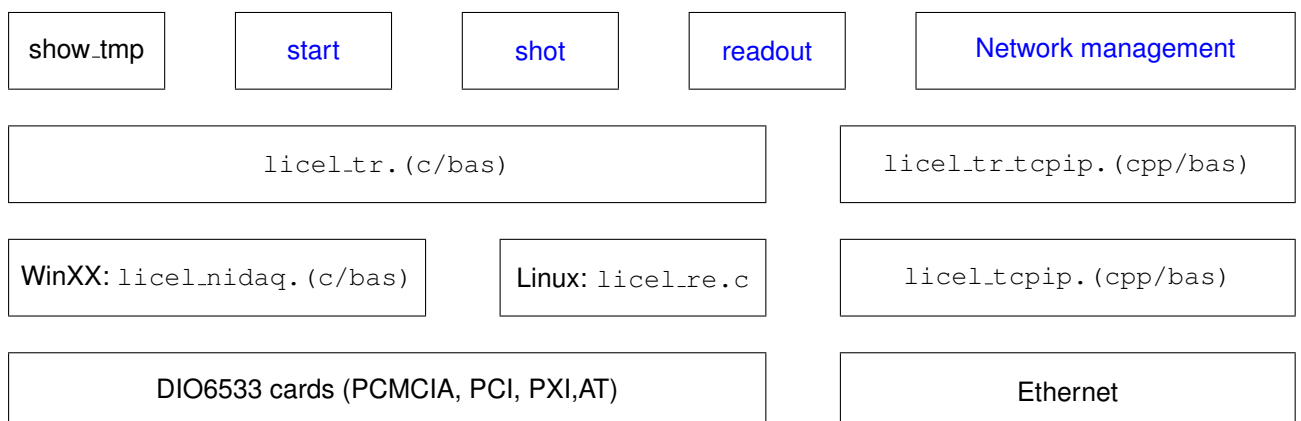 show_tmp start shot readout Network management
licel_tr.(c/bas) licel_tr_tcpip.(cpp/bas)
WinXX: licel_nidaq.(c/bas) Linux: licel_re.c licel_tcpip.(cpp/bas)
DIO6533 cards (PCMCIA, PCI, PXI,AT) Ethernet